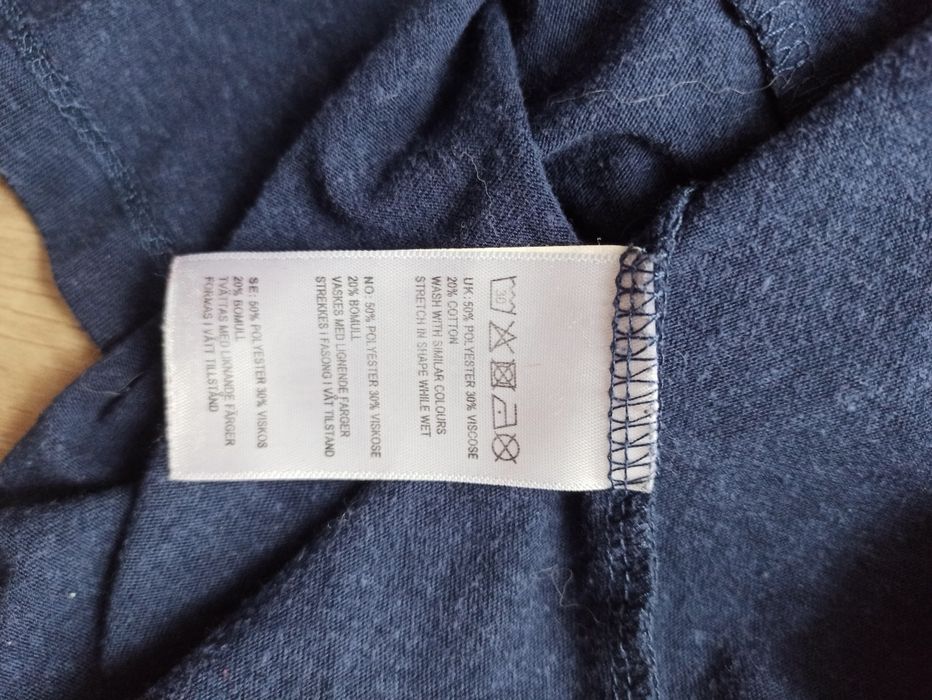 30
UK: 50% POLYESTER 30% VISCOSE
20% COTTON
WASH WITH SIMILAR COLOURS
STRETCH IN SHAPE WHILE WET
NO: 50% POLYESTER 30% VISKOSE
20% BOMULL
VASKES MED LIGNENDE FARGER
STREKKES I FASONG I VÅT TILSTAND
SE: 50% POLYESTER 30% VISKOS
20% BOMULL
TVÄTTAS MED LIKNANDE FÄRGER
FORMAS I VÅTT TILLSTÅND